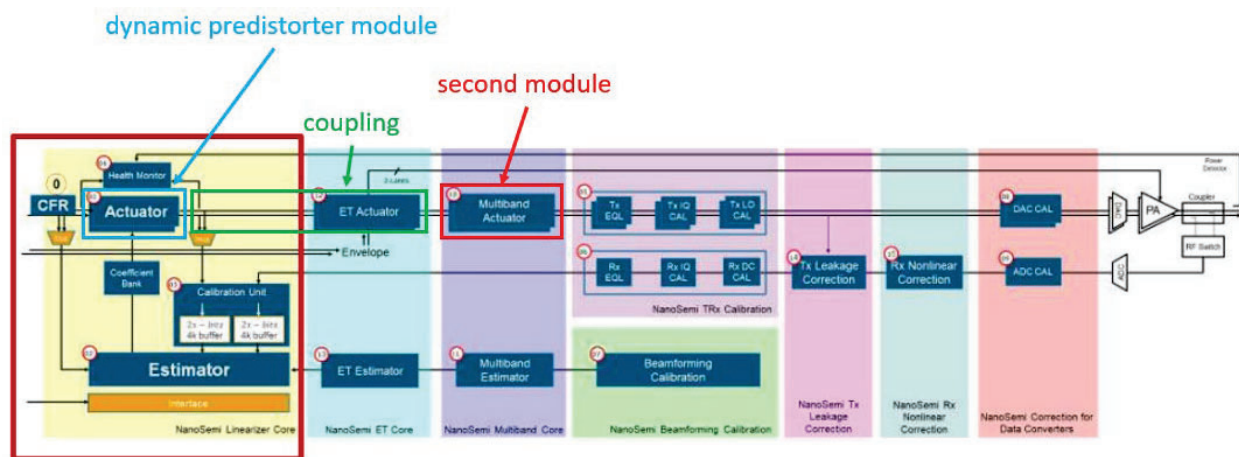 dynamic predistorter module
second module
coupling
Health Monitor
0
CFR
Actuator
ET Actuator
Multiband
Actuator
Tx
EQL
Tx IQ
CAL
Tx LO
CAL
DAC CAL
DAC
PA
Power
Detector
Coupler
RF Switch
Envelope
Coefficient
Bank
Calibration Unit
4k buffer
4k buffer
Rx
EQL
Rx IQ
CAL
Rx DC
CAL
Tx Leakage
Correction
Rx Nonlinear
Correction
ADC CAL
ADC
NanoSemi TRx Calibration
Estimator
ET Estimator
Multiband
Estimator
Beamforming
Calibration
Interface
NanoSemi Linearizer Core
NanoSemi ET Core
NanoSemi Multiband Core
NanoSemi Beamforming Calibration
NanoSemi Tx
Leakage
Correction
NanoSemi Rx
Nonlinear
Correction
NanoSemi Correction for
Data Converters